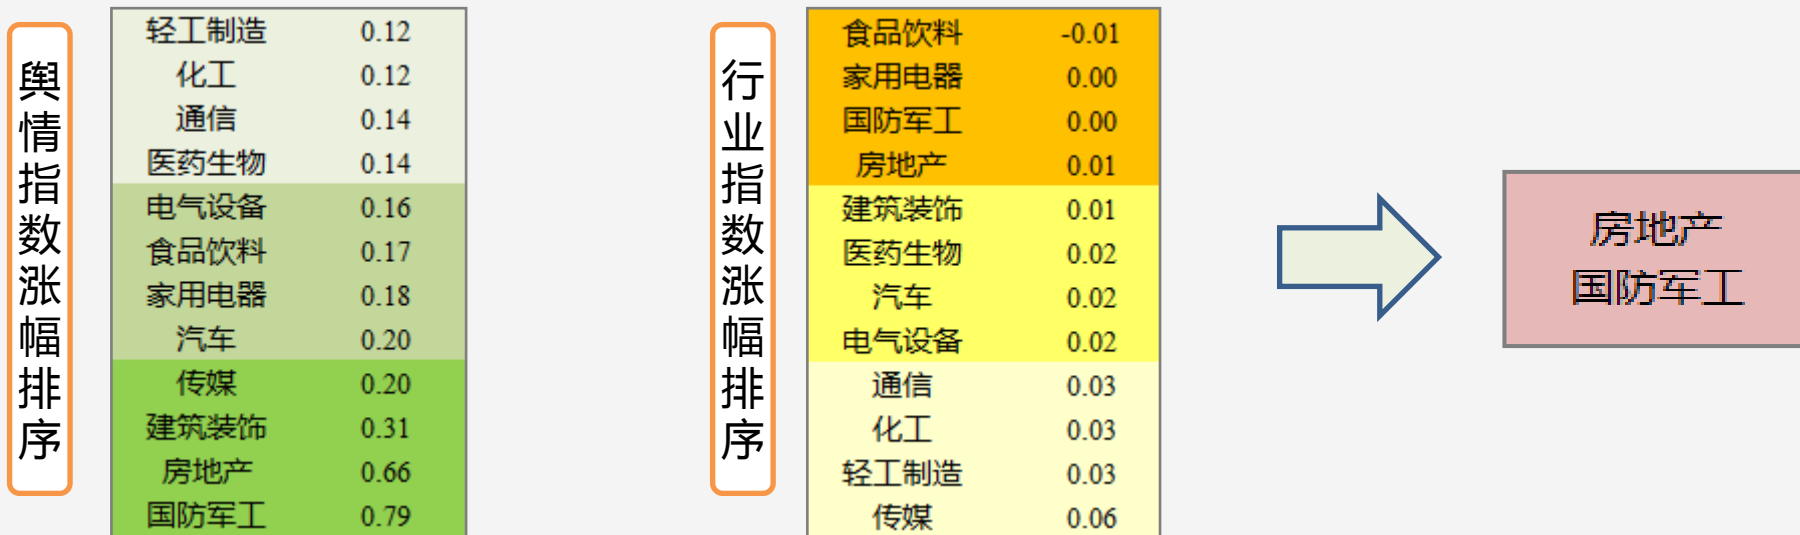 舆情指数涨幅排序
轻工制造 0.12
化工 0.12
通信 0.14
医药生物 0.14
电气设备 0.16
食品饮料 0.17
家用电器 0.18
汽车 0.20
传媒 0.20
建筑装饰 0.31
房地产 0.66
国防军工 0.79
行业指数涨幅排序
食品饮料 -0.01
家用电器 0.00
国防军工 0.00
房地产 0.01
建筑装饰 0.01
医药生物 0.02
汽车 0.02
电气设备 0.02
通信 0.03
化工 0.03
轻工制造 0.03
传媒 0.06
房地产
国防军工